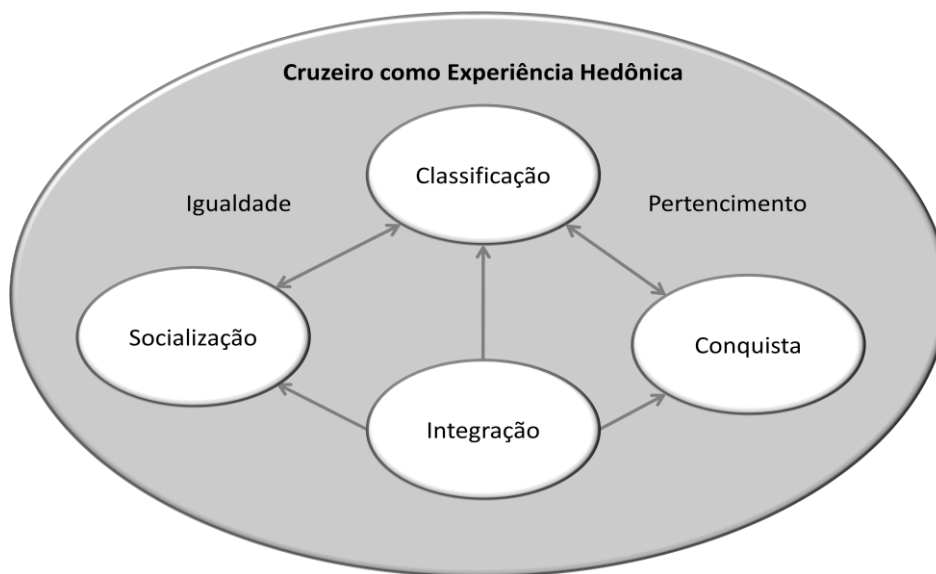 Cruzeiro como Experiência Hedônica
Classificação
Igualdade
Pertencimento
Socialização
Conquista
Integração